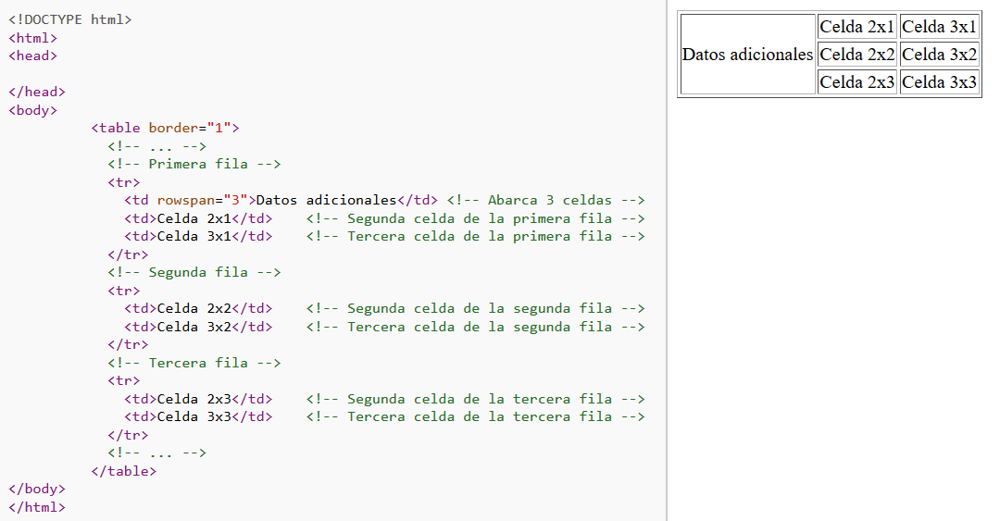 <!DOCTYPE html>
<html>
<head>
</head>
<body>
<table border="1">
<!-- ... -->
<!-- Primera fila -->
<tr>
<td rowspan="3">Datos adicionales</td> <!-- Abarca 3 celdas -->
<td>Celda 2x1</td> <!-- Segunda celda de la primera fila -->
<td>Celda 3x1</td> <!-- Tercera celda de la primera fila -->
</tr>
<!-- Segunda fila -->
<tr>
<td>Celda 2x2</td> <!-- Segunda celda de la segunda fila -->
<td>Celda 3x2</td> <!-- Tercera celda de la segunda fila -->
</tr>
<!-- Tercera fila -->
<tr>
<td>Celda 2x3</td> <!-- Segunda celda de la tercera fila -->
<td>Celda 3x3</td> <!-- Tercera celda de la tercera fila -->
</tr>
<!-- ... -->
</table>
</body>
</html>
Celda 2x1 Celda 3x1
Datos adicionales Celda 2x2 Celda 3x2
Celda 2x3 Celda 3x3